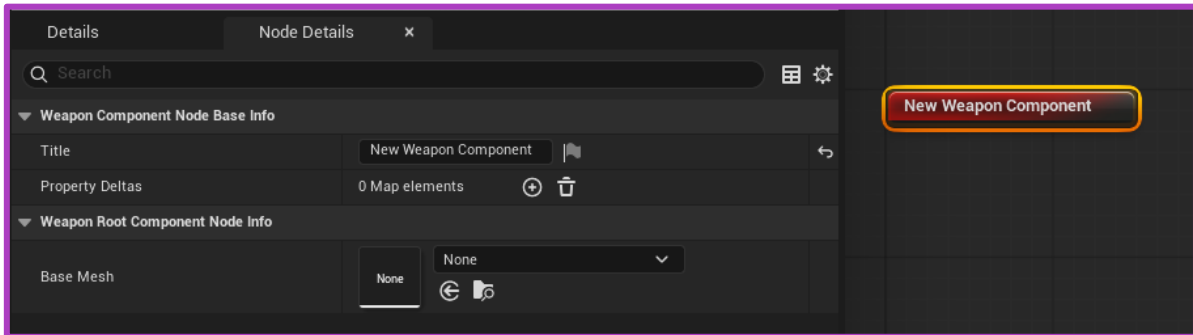 Details
Node Details
Search
Weapon Component Node Base Info
Title
New Weapon Component
Property Deltas
0 Map elements
Weapon Root Component Node Info
Base Mesh
None
None
New Weapon Component